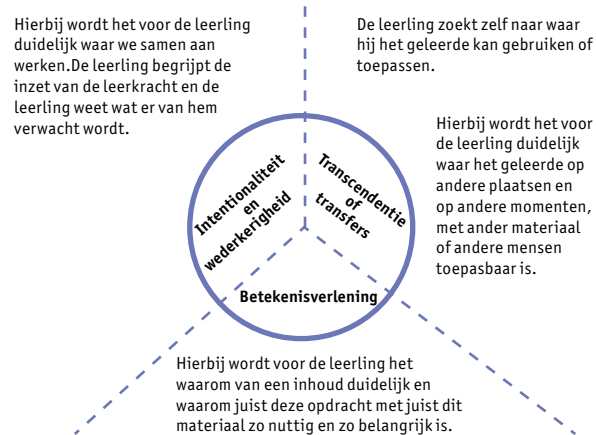 Hierbij wordt het voor de leerling
duidelijk waar we samen aan
werken.De leerling begrijpt de
inzet van de leerkracht en de
leerling weet wat er van hem
verwacht wordt.
De leerling zoekt zelf naar waar
hij het geleerde kan gebruiken of
toepassen.
Hierbij wordt het voor
de leerling duidelijk
waar het geleerde op
andere plaatsen en
op andere momenten,
met ander materiaal
of andere mensen
toepasbaar is.
Intentionaliteit
en
wederkerigheid
Transcendentie
of
transfers
Betekenisverlening
Hierbij wordt voor de leerling het
waarom van een inhoud duidelijk en
waarom juist deze opdracht met juist dit
materiaal zo nuttig en zo belangrijk is.